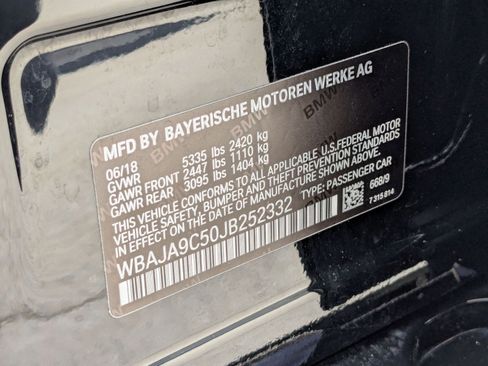 MFD BY BAYERISCHE MOTOREN WERKE AG
06/18
GVWR 5335 lbs 2420 kg
GAWR FRONT 2447 lbs 1110 kg
GAWR REAR 3095 lbs 1404 kg
THIS VEHICLE CONFORMS TO ALL APPLICABLE U.S.FEDERAL MOTOR
VEHICLE SAFETY, BUMPER AND THEFT PREVENTION STANDARDS
IN EFFECT ON THE DATE OF MANUFACTURE SHOWN ABOVE.
WBAJA9C50JB252332 TYPE: PASSENGER CAR
668/9
7 315 814